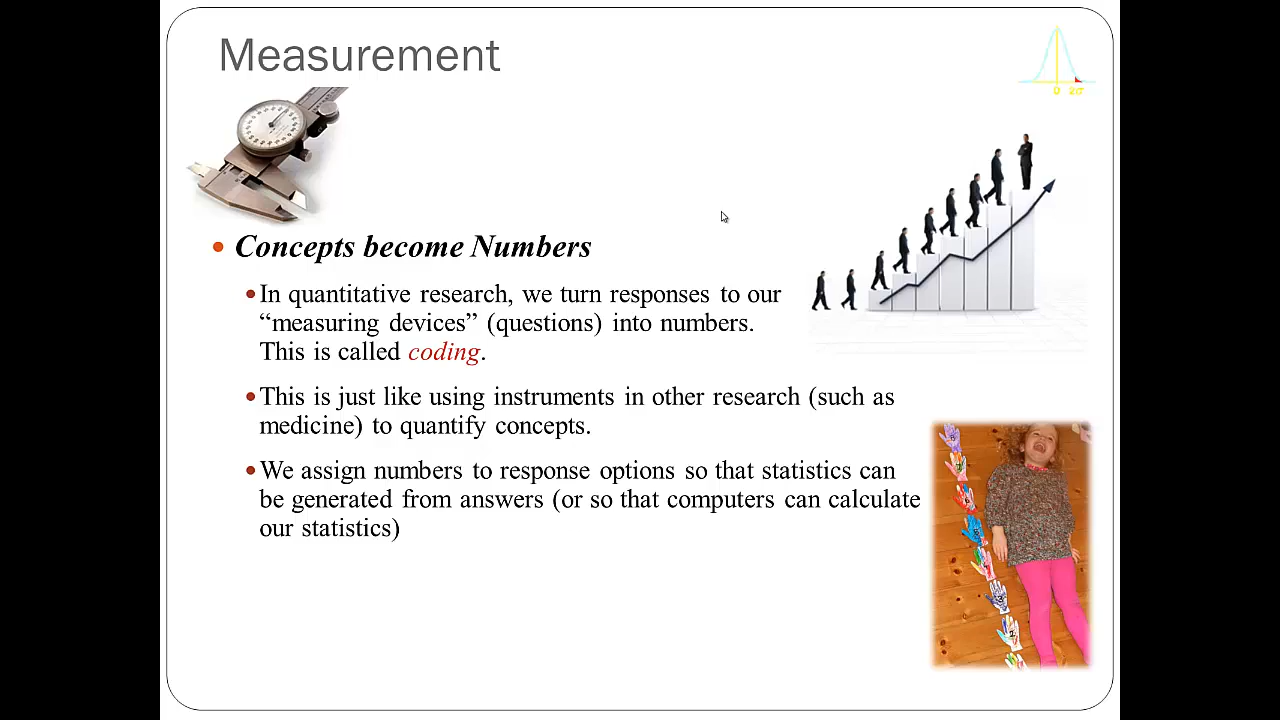 Measurement
0 2σ
• Concepts become Numbers
• In quantitative research, we turn responses to our
“measuring devices” (questions) into numbers.
This is called coding.
• This is just like using instruments in other research (such as
medicine) to quantify concepts.
• We assign numbers to response options so that statistics can
be generated from answers (or so that computers can calculate
our statistics)